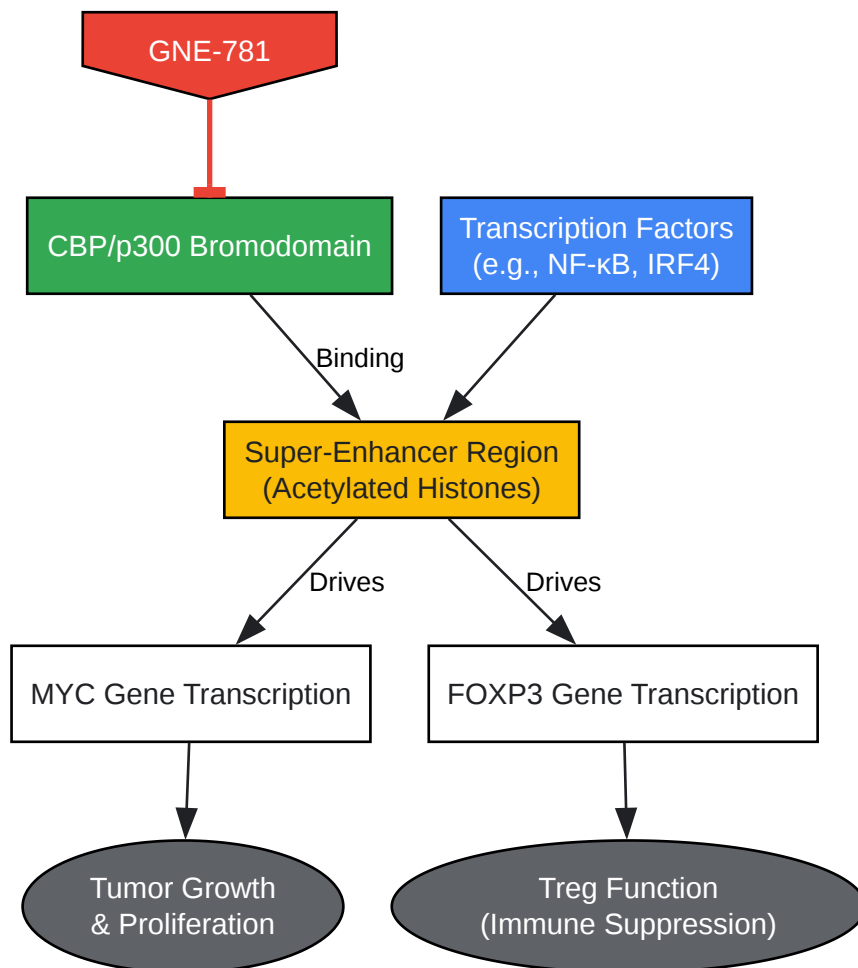 GNE-781
CBP/p300 Bromodomain
Transcription Factors
(e.g., NF-κB, IRF4)
Binding
Super-Enhancer Region
(Acetylated Histones)
Drives
Drives
MYC Gene Transcription
FOXP3 Gene Transcription
Tumor Growth
& Proliferation
Treg Function
(Immune Suppression)